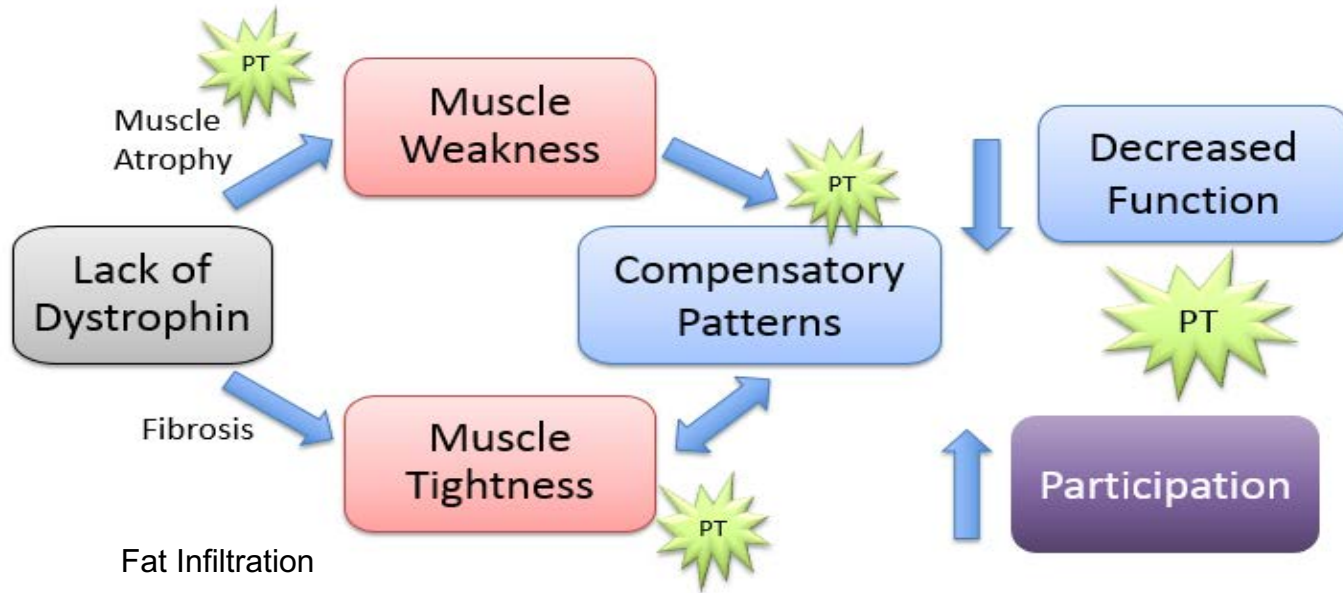 PT
Muscle
Atrophy
Muscle
Weakness
PT
Decreased
Function
Lack of
Dystrophin
Compensatory
Patterns
PT
Fibrosis
Muscle
Tightness
PT
Participation
Fat Infiltration